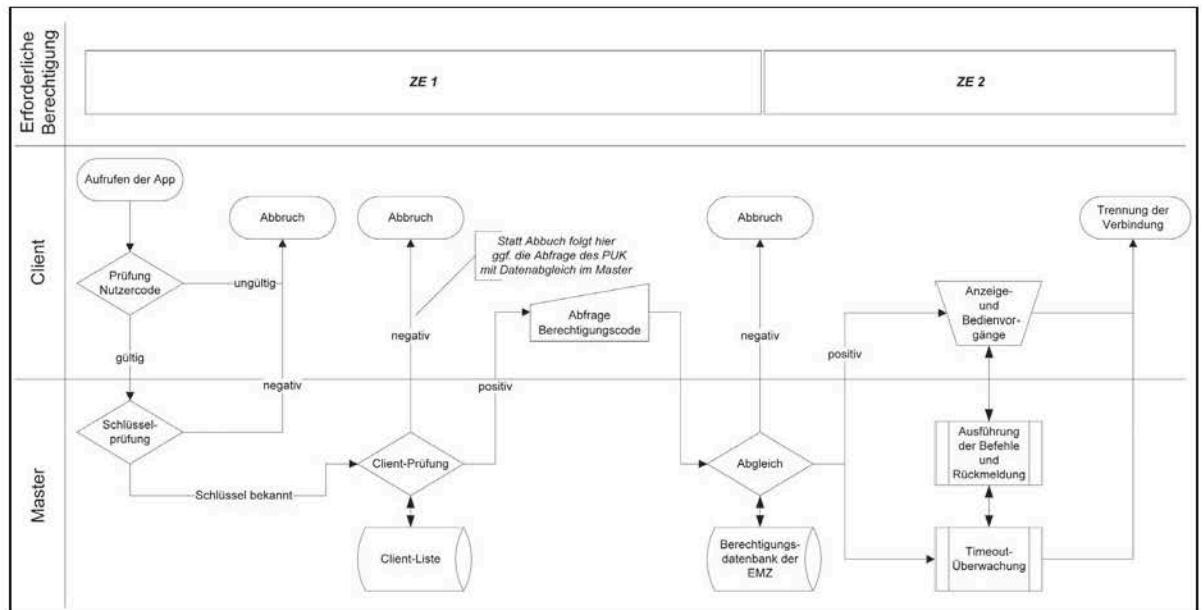 Erforderliche
Berechtigung
ZE 1
ZE 2
Client
Aufrufen der App
Abbruch
Abbruch
Abbruch
Trennung der
Verbindung
Statt Abbuch folgt hier
ggf. die Abfrage des PUK
mit Datenabgleich im Master
Prüfung
Nutzercode
ungültig
Abfrage
Berechtigungscode
Anzeige-
und
Bedienvor-
gänge
gültig
negativ
negativ
positiv
negativ
positiv
Master
Schlüssel-
prüfung
Schlüssel bekannt
Client-Prüfung
Abgleich
Ausführung
der Befehle
und
Rückmeldung
Client-Liste
Berechtigungs-
datenbank der
EMZ
Timeout-
Überwachung